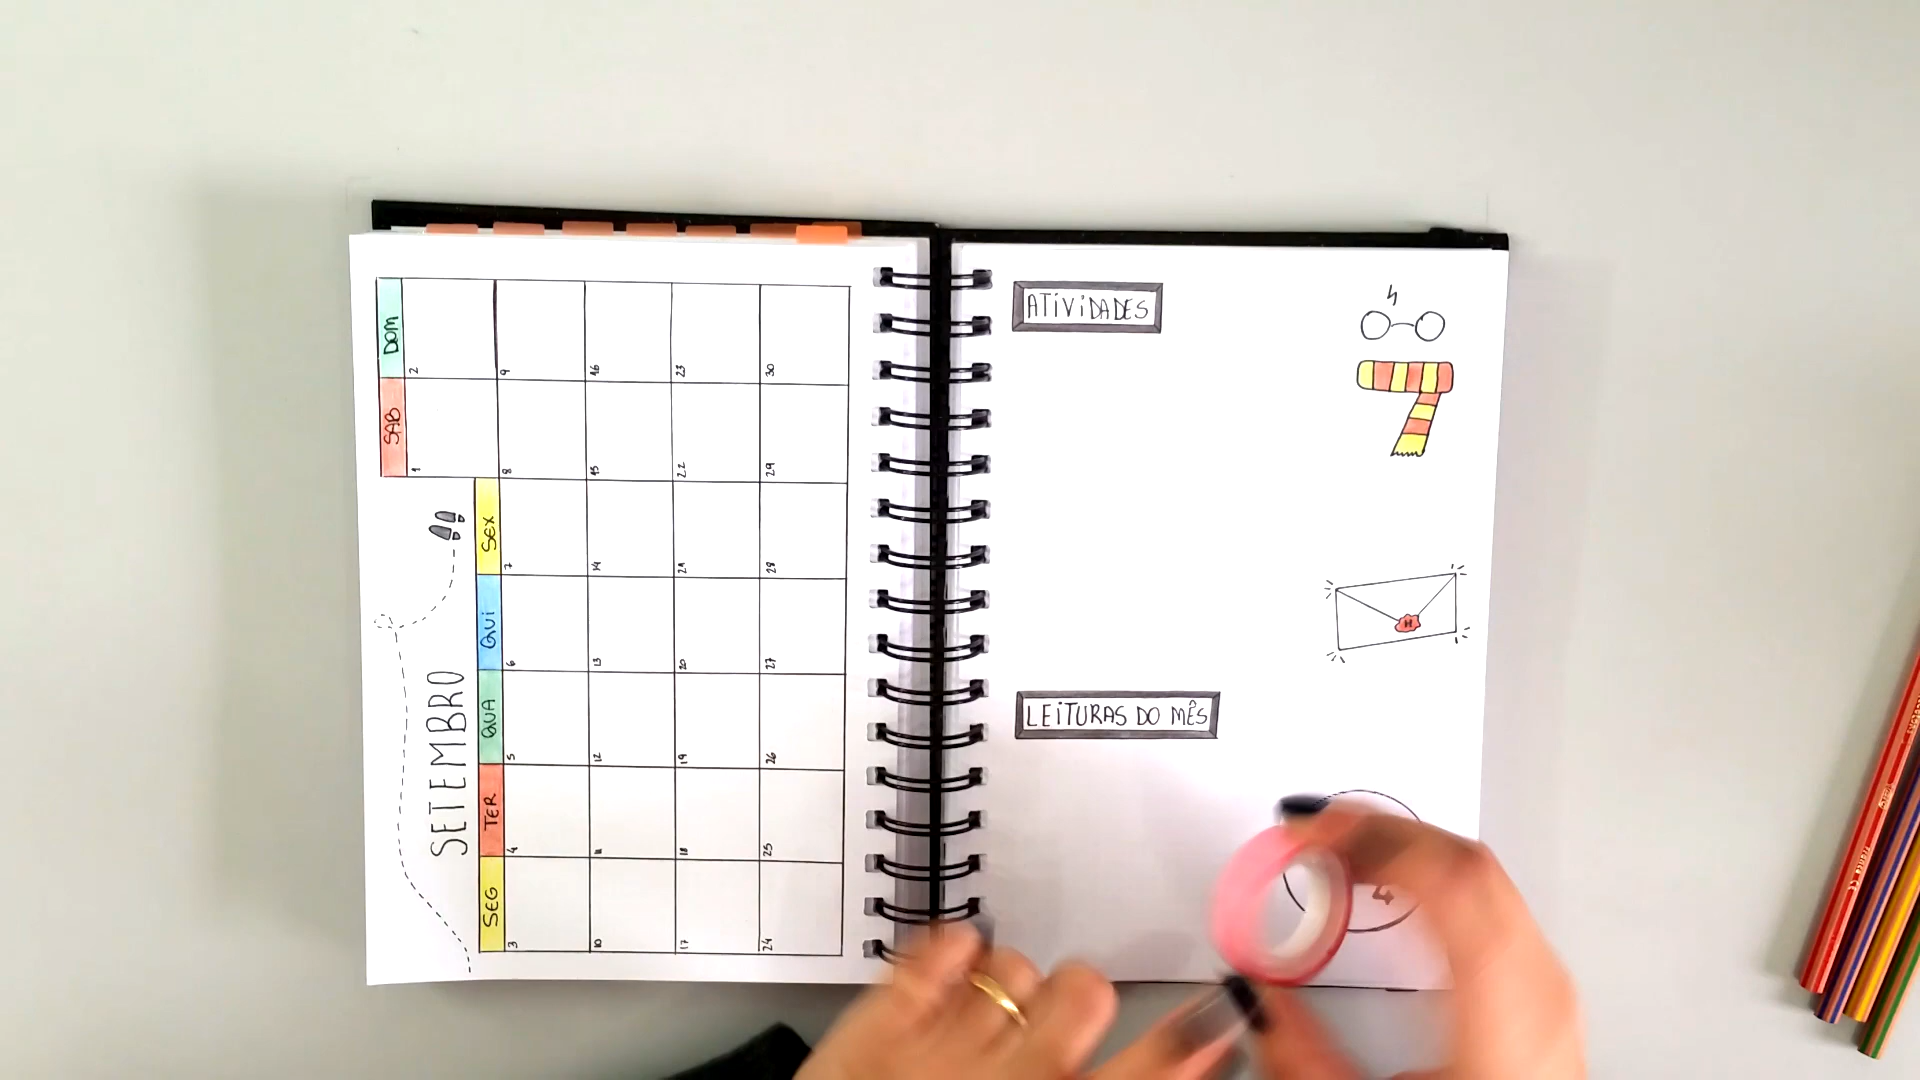 SETEMBRO
SEG TER QUA QUI SEX SAB DOM
1 2
3 4 5 6 7 8 9
10 11 12 13 14 15 16
17 18 19 20 21 22 23
24 25 26 27 28 29 30
ATIVIDADES
H
LEITURAS DO MÊS